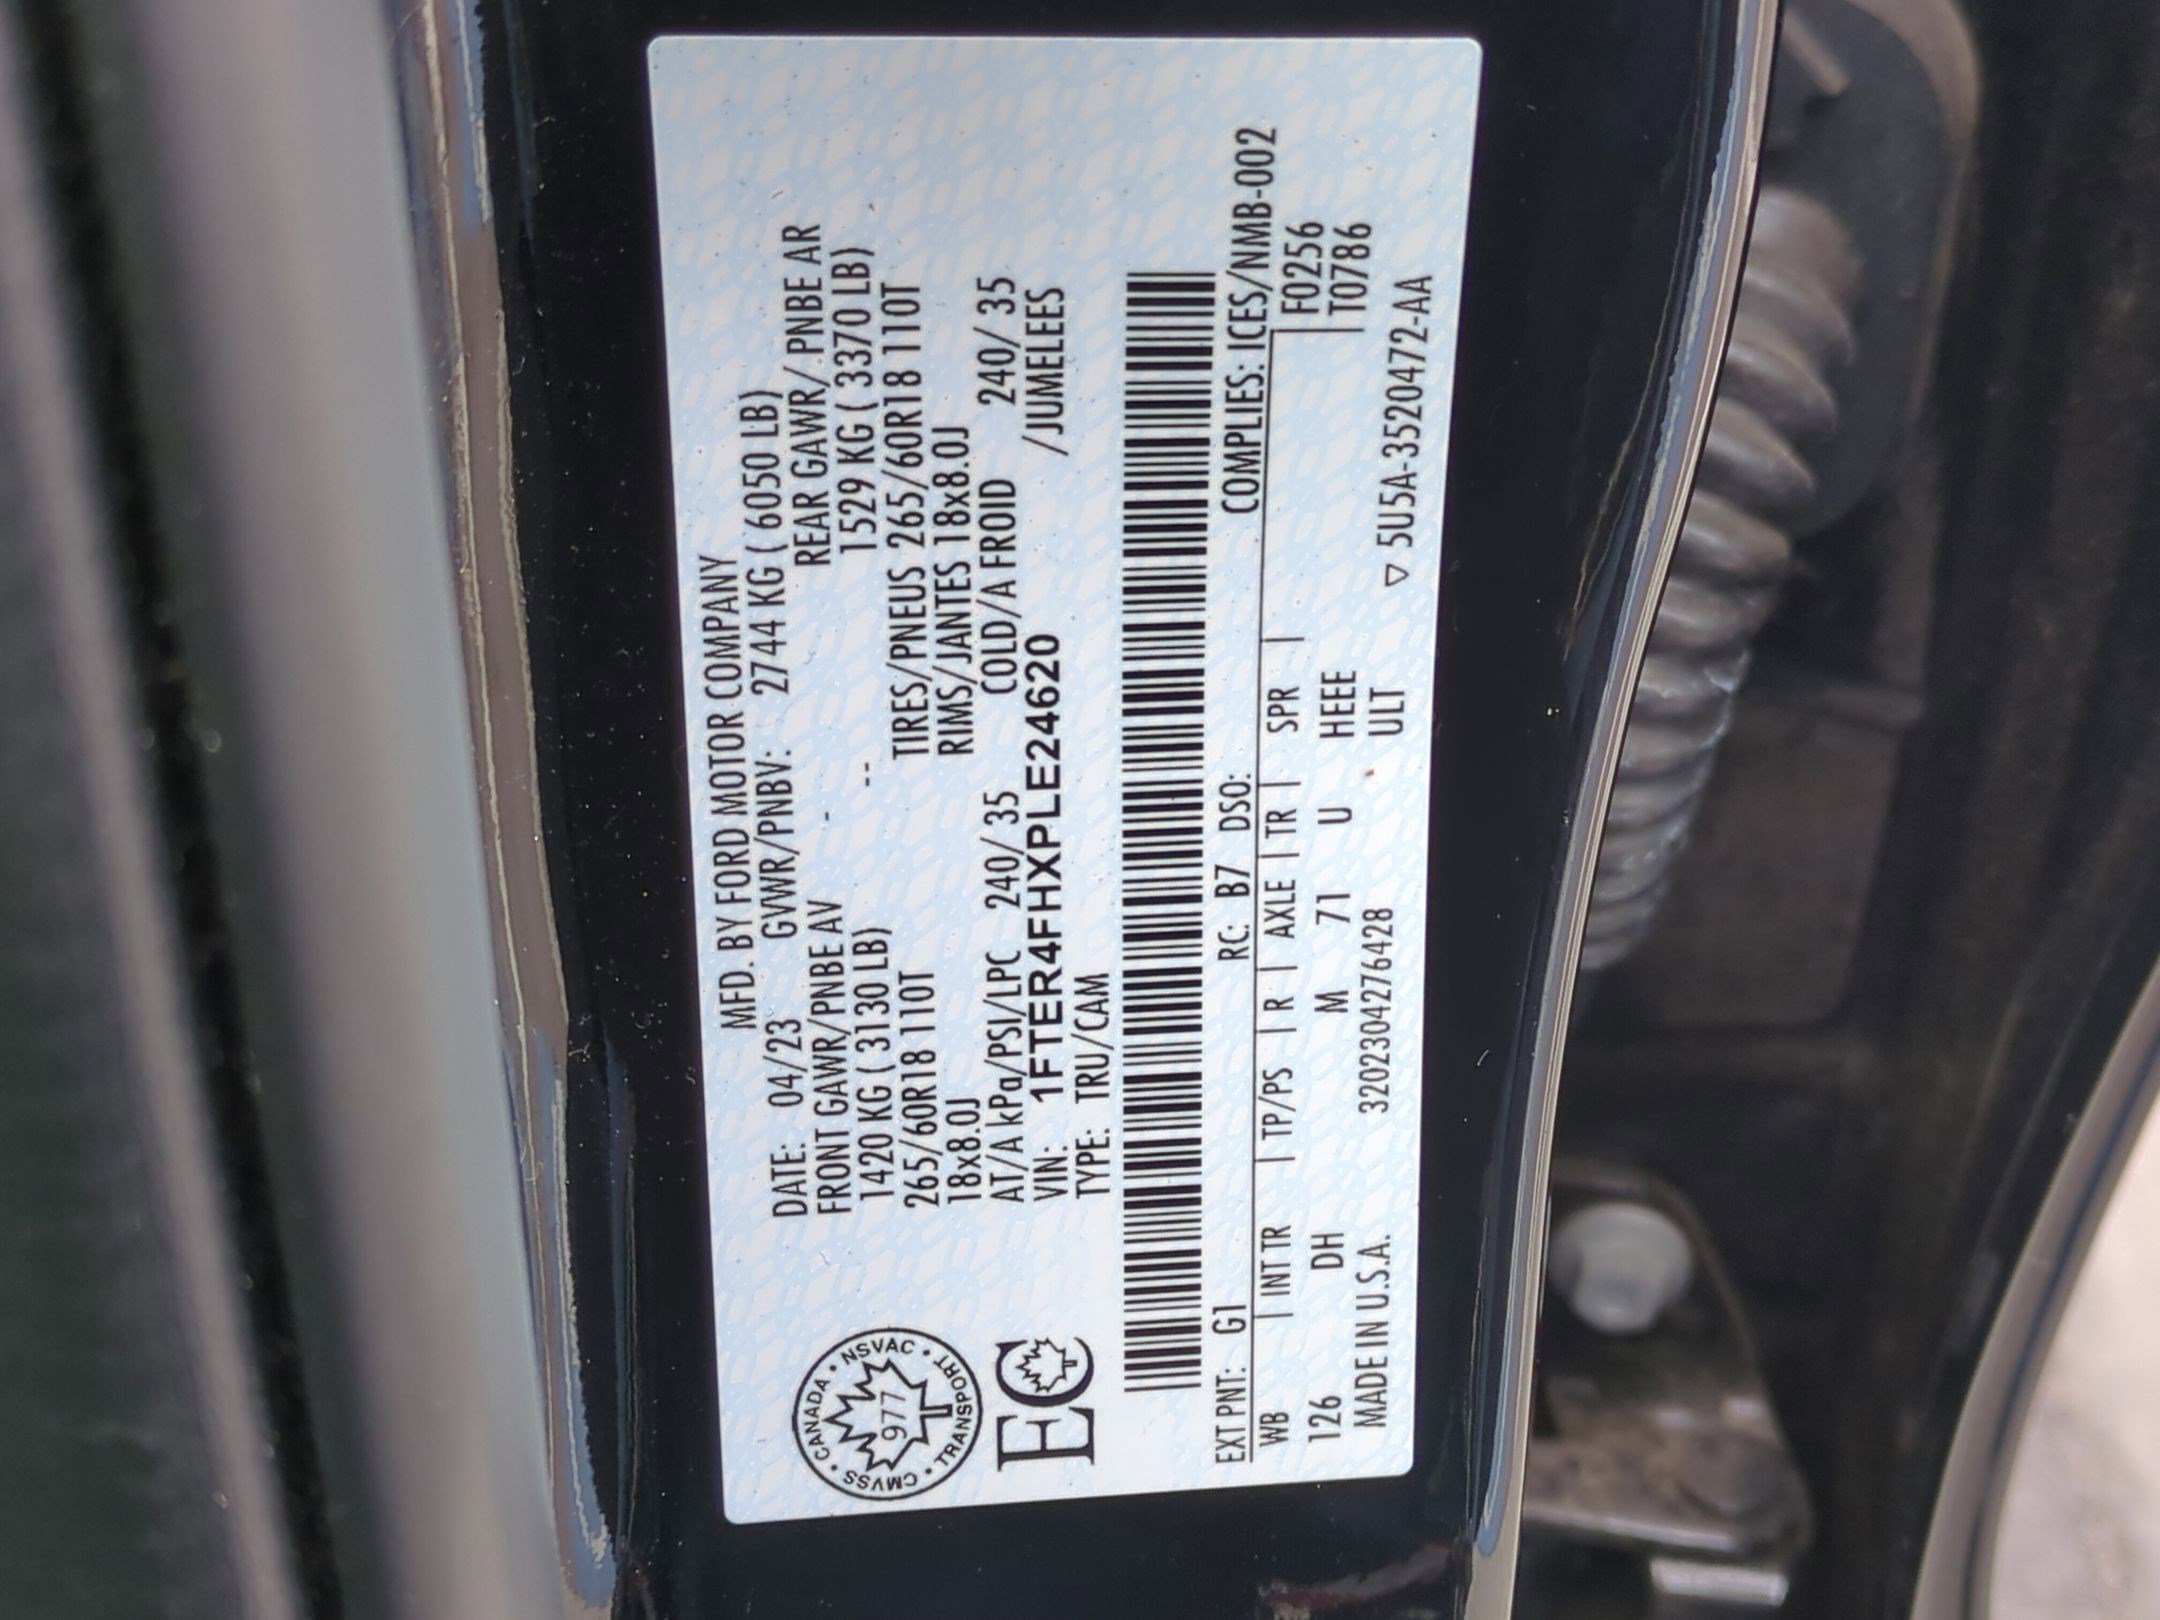 MFD. BY FORD MOTOR COMPANY
DATE: 04/23 GVWR/PNBV: 2744 KG ( 6050 LB)
FRONT GAWR/PNBE AV - REAR GAWR/ PNBE AR
1420 KG ( 3130 LB) -- 1529 KG ( 3370 LB)
265/60R18 110T TIRES/PNEUS 265/60R18 110T
18x8.0J RIMS/JANTES 18x8.0J
AT/A kPa/PSI/LPC 240/ 35 COLD/A FROID 240/ 35
VIN: 1FTER4FHXPLE24620 /JUMELEES
TYPE: TRU/CAM
CANADA • NSVAC • TRANSPORT • CMVSS •
977
EC
COMPLIES: ICES/NMB-002
EXT PNT: G1 RC: B7 DSO: F0256
WB | INT TR | TP/PS | R | AXLE | TR | SPR | T0786
126 DH M 71 U HEEE
MADE IN U.S.A. 3202304276428 ULT
▽ 5U5A-3520472-AA